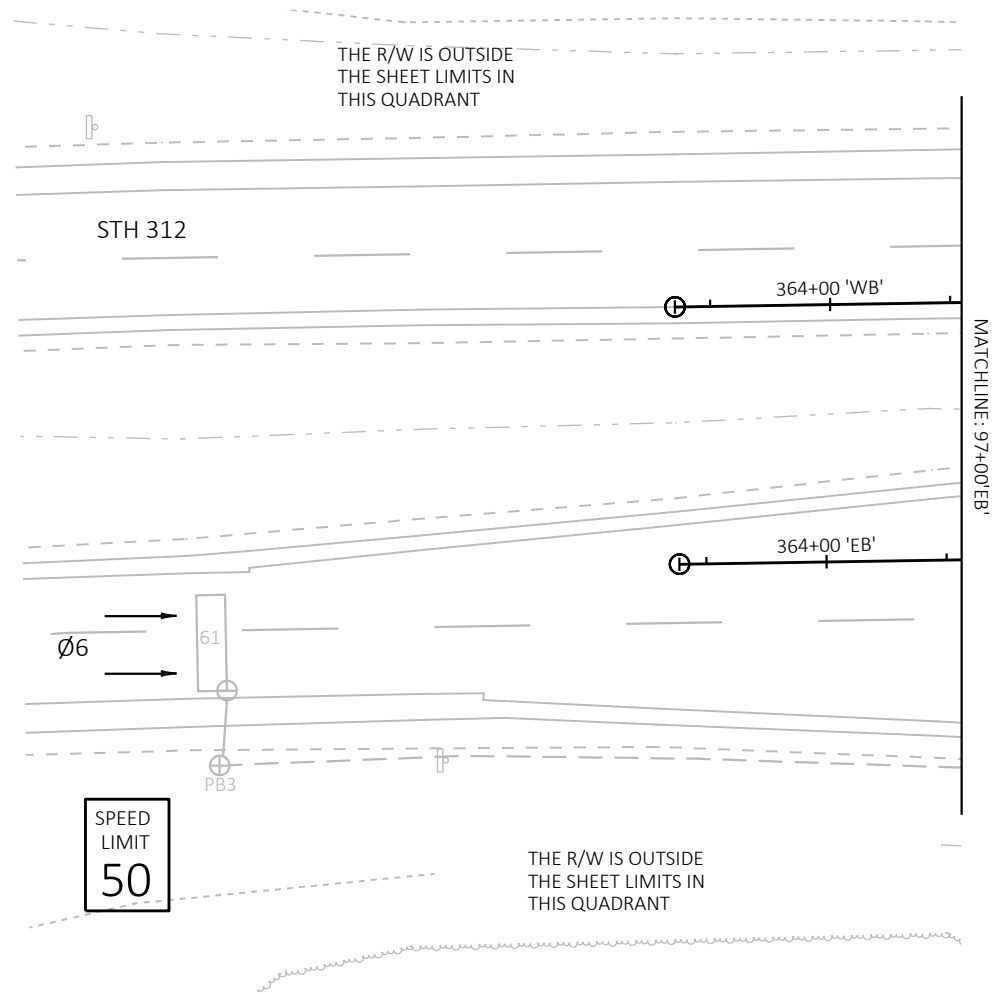 THE R/W IS OUTSIDE
THE SHEET LIMITS IN
THIS QUADRANT
STH 312
364+00 'WB'
MATCHLINE: 97+00'EB'
364+00 'EB'
61
Ø6
PB3
SPEED
LIMIT
50
THE R/W IS OUTSIDE
THE SHEET LIMITS IN
THIS QUADRANT